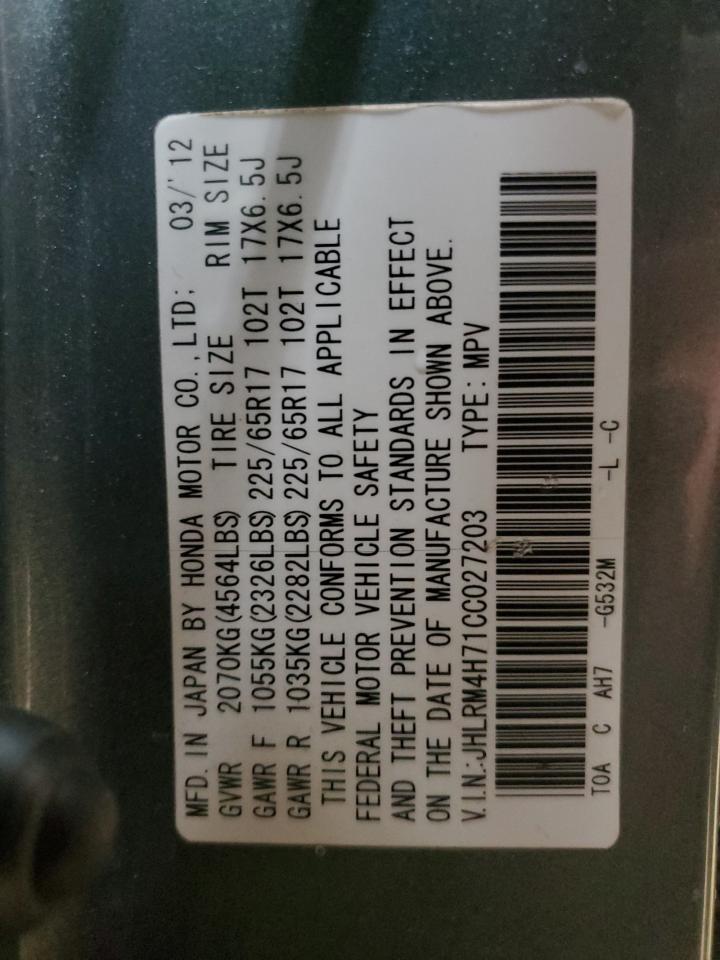 MFD. IN JAPAN BY HONDA MOTOR CO.,LTD; 03/'12
GVWR 2070KG(4564LBS) TIRE SIZE RIM SIZE
GAWR F 1055KG(2326LBS) 225/65R17 102T 17X6.5J
GAWR R 1035KG(2282LBS) 225/65R17 102T 17X6.5J
THIS VEHICLE CONFORMS TO ALL APPLICABLE
FEDERAL MOTOR VEHICLE SAFETY
AND THEFT PREVENTION STANDARDS IN EFFECT
ON THE DATE OF MANUFACTURE SHOWN ABOVE.
V.I.N.:JHLRM4H71CC027203 TYPE:MPV
T0A C AH7 -G532M -L -C